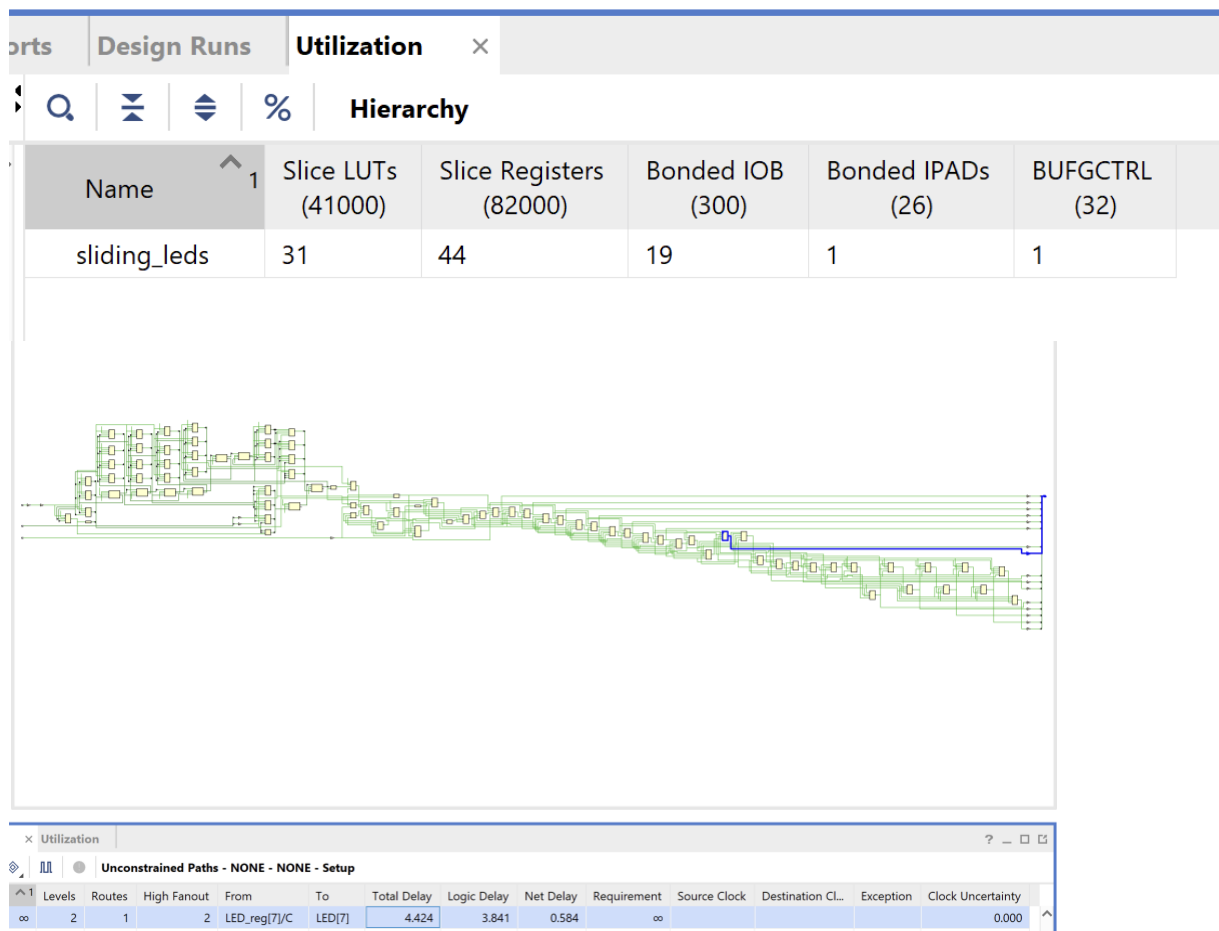 orts Design Runs Utilization ×
% Hierarchy
Name 1 Slice LUTs (41000) Slice Registers (82000) Bonded IOB (300) Bonded IPADs (26) BUFGCTRL (32)
sliding_leds 31 44 19 1 1
× Utilization ? _
Unconstrained Paths - NONE - NONE - Setup
1 Levels Routes High Fanout From To Total Delay Logic Delay Net Delay Requirement Source Clock Destination Cl... Exception Clock Uncertainty
∞ 2 1 2 LED_reg[7]/C LED[7] 4.424 3.841 0.584 ∞ 0.000